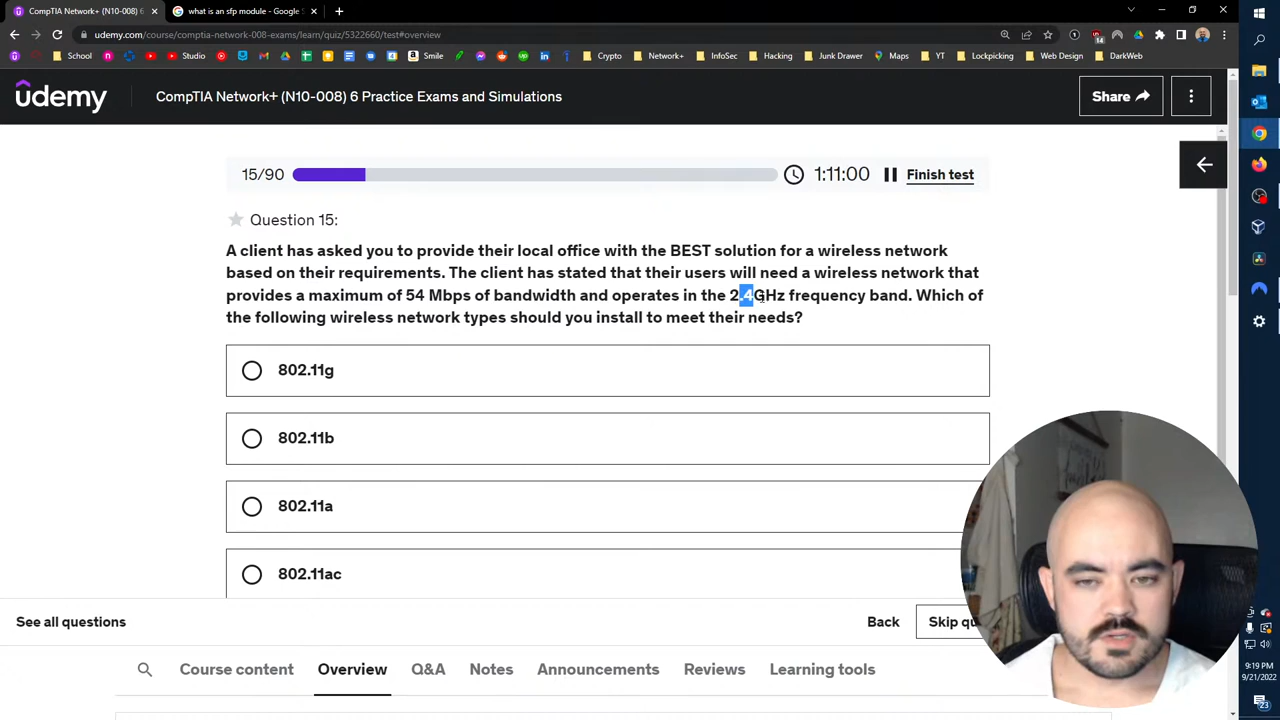 CompTIA Network+ (N10-008) 6
what is an sfp module - Google S
udemy.com/course/comptia-network-008-exams/learn/quiz/5322660/test#overview
School
Studio
Smile
Crypto
Network+
InfoSec
Hacking
Junk Drawer
Maps
YT
Lockpicking
Web Design
DarkWeb
14
ûdemy
CompTIA Network+ (N10-008) 6 Practice Exams and Simulations
Share
15/90
1:11:00
Finish test
Question 15:
A client has asked you to provide their local office with the BEST solution for a wireless network
based on their requirements. The client has stated that their users will need a wireless network that
provides a maximum of 54 Mbps of bandwidth and operates in the 2.4GHz frequency band. Which of
the following wireless network types should you install to meet their needs?
802.11g
802.11b
802.11a
802.11ac
See all questions
Back
Skip qu
Course content
Overview
Q&A
Notes
Announcements
Reviews
Learning tools
9:19 PM
9/21/2022
23